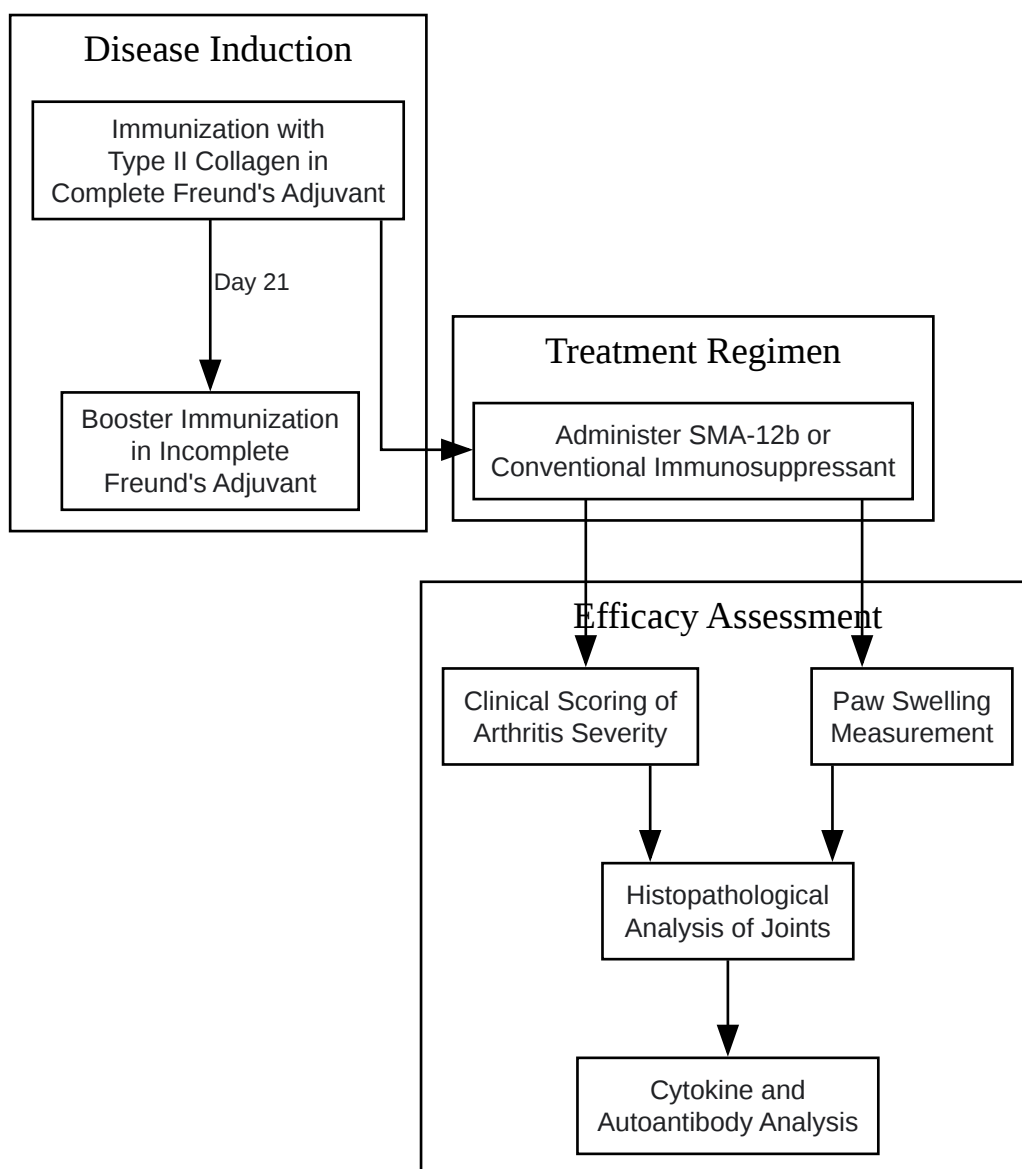 Disease Induction
Immunization with
Type II Collagen in
Complete Freund's Adjuvant
Day 21
Booster Immunization
in Incomplete
Freund's Adjuvant
Treatment Regimen
Administer SMA-12b or
Conventional Immunosuppressant
Efficacy Assessment
Clinical Scoring of
Arthritis Severity
Paw Swelling
Measurement
Histopathological
Analysis of Joints
Cytokine and
Autoantibody Analysis